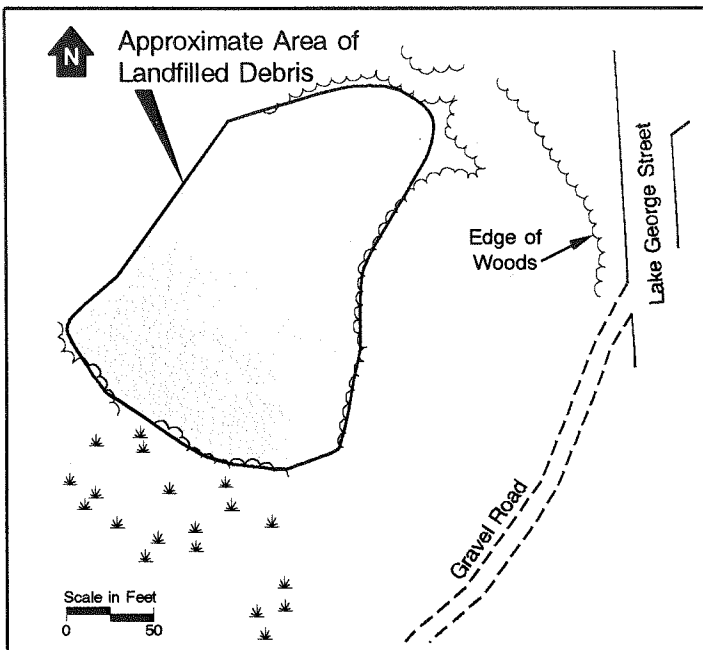 N
Approximate Area of
Landfilled Debris
Edge of
Woods
Lake George Street
Gravel Road
Scale in Feet
0 50